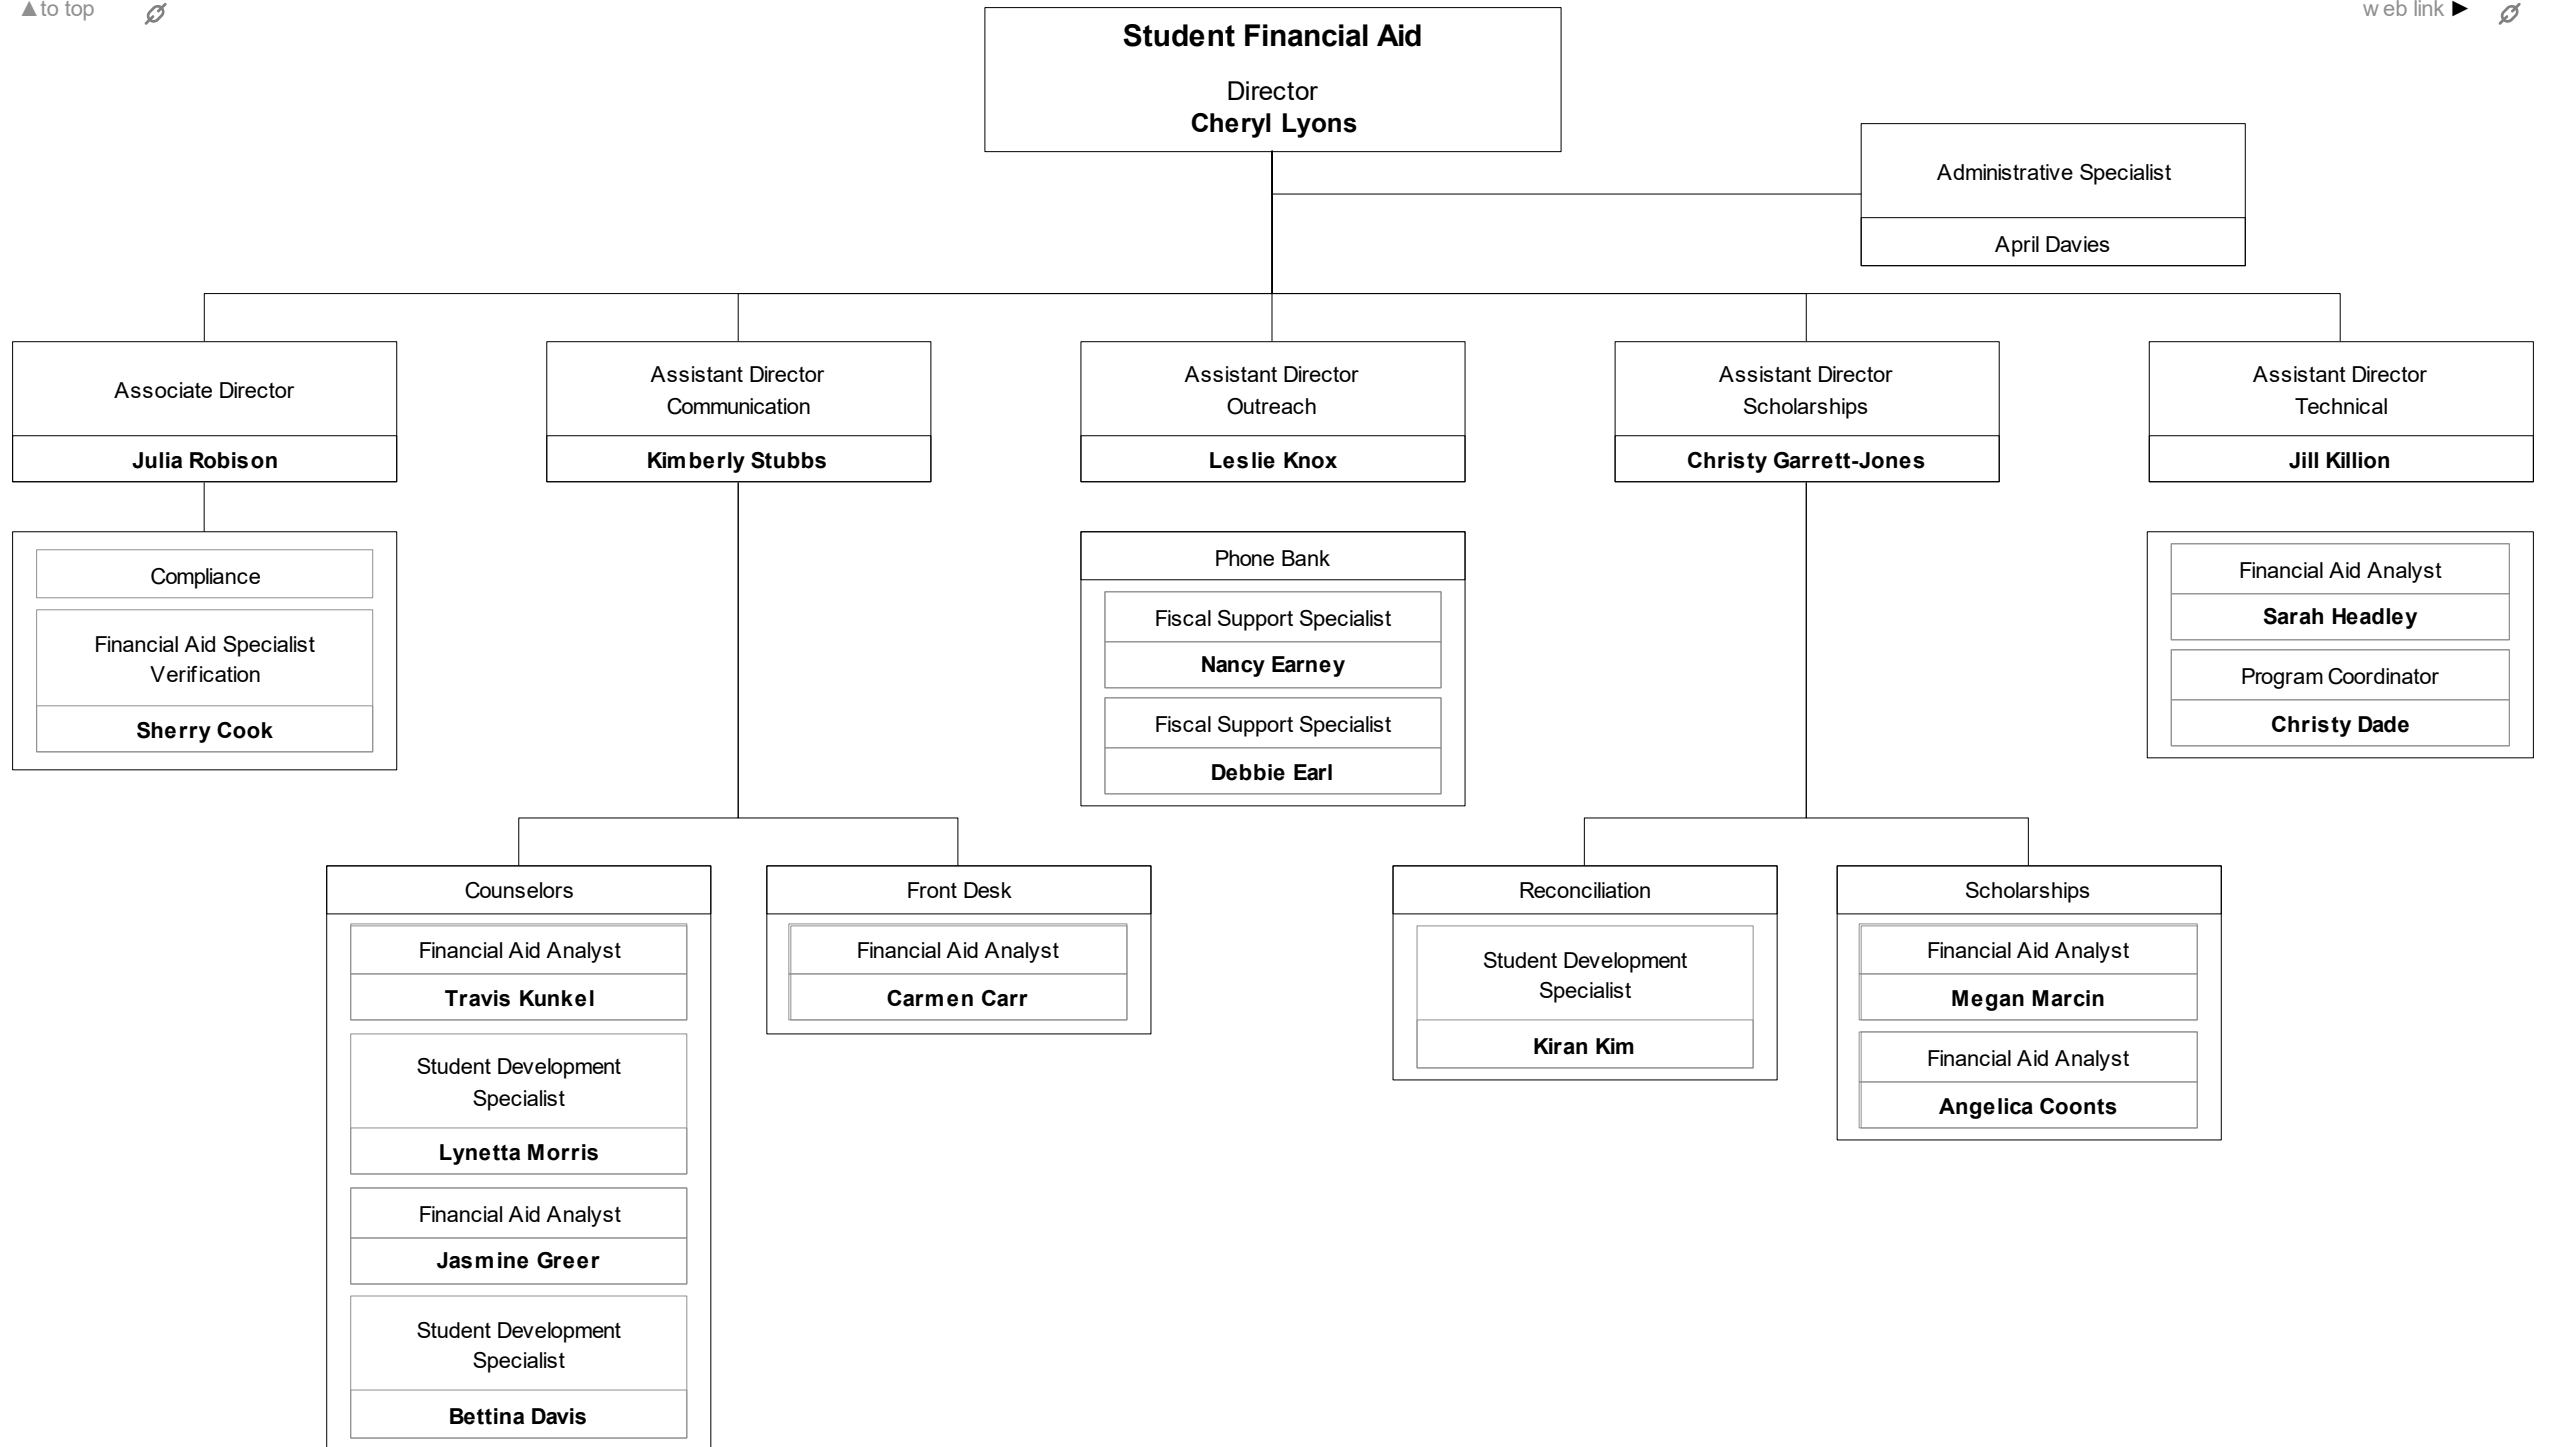 ▲to top
web link ►
Student Financial Aid
Director
Cheryl Lyons
Administrative Specialist
April Davies
Associate Director
Julia Robison
Assistant Director
Communication
Kimberly Stubbs
Assistant Director
Outreach
Leslie Knox
Assistant Director
Scholarships
Christy Garrett-Jones
Assistant Director
Technical
Jill Killion
Compliance
Financial Aid Specialist
Verification
Sherry Cook
Phone Bank
Fiscal Support Specialist
Nancy Earney
Fiscal Support Specialist
Debbie Earl
Financial Aid Analyst
Sarah Headley
Program Coordinator
Christy Dade
Counselors
Financial Aid Analyst
Travis Kunkel
Student Development
Specialist
Lynetta Morris
Financial Aid Analyst
Jasmine Greer
Student Development
Specialist
Bettina Davis
Front Desk
Financial Aid Analyst
Carmen Carr
Reconciliation
Student Development
Specialist
Kiran Kim
Scholarships
Financial Aid Analyst
Megan Marcin
Financial Aid Analyst
Angelica Coonts